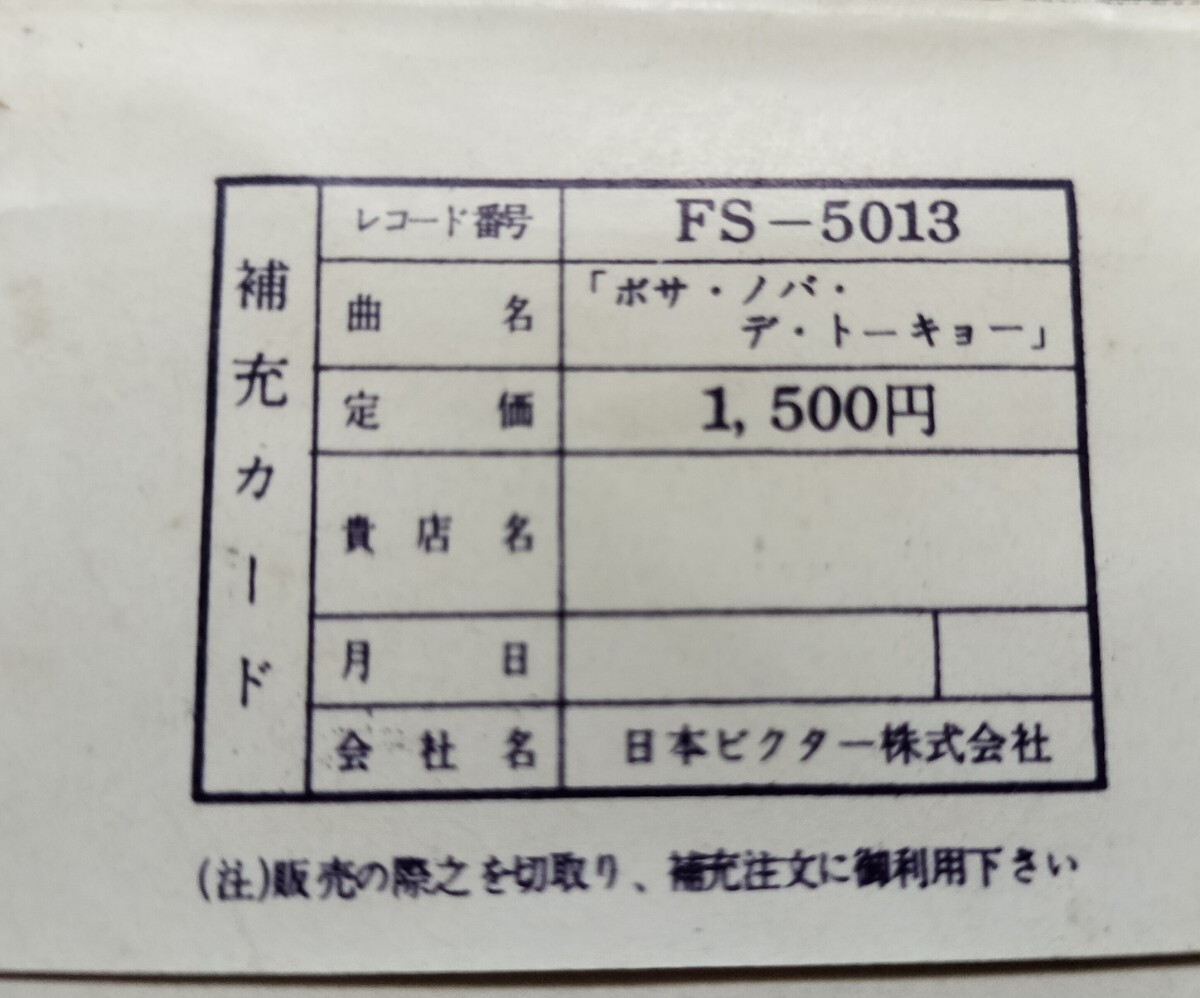 補充カード
レコード番号 FS-5013
曲名 「ボサ・ノバ・
デ・トーキョー」
定価 1,500円
貴店名
月日
会社名 日本ビクター株式会社
(注)販売の際之を切取り、補充注文に御利用下さい